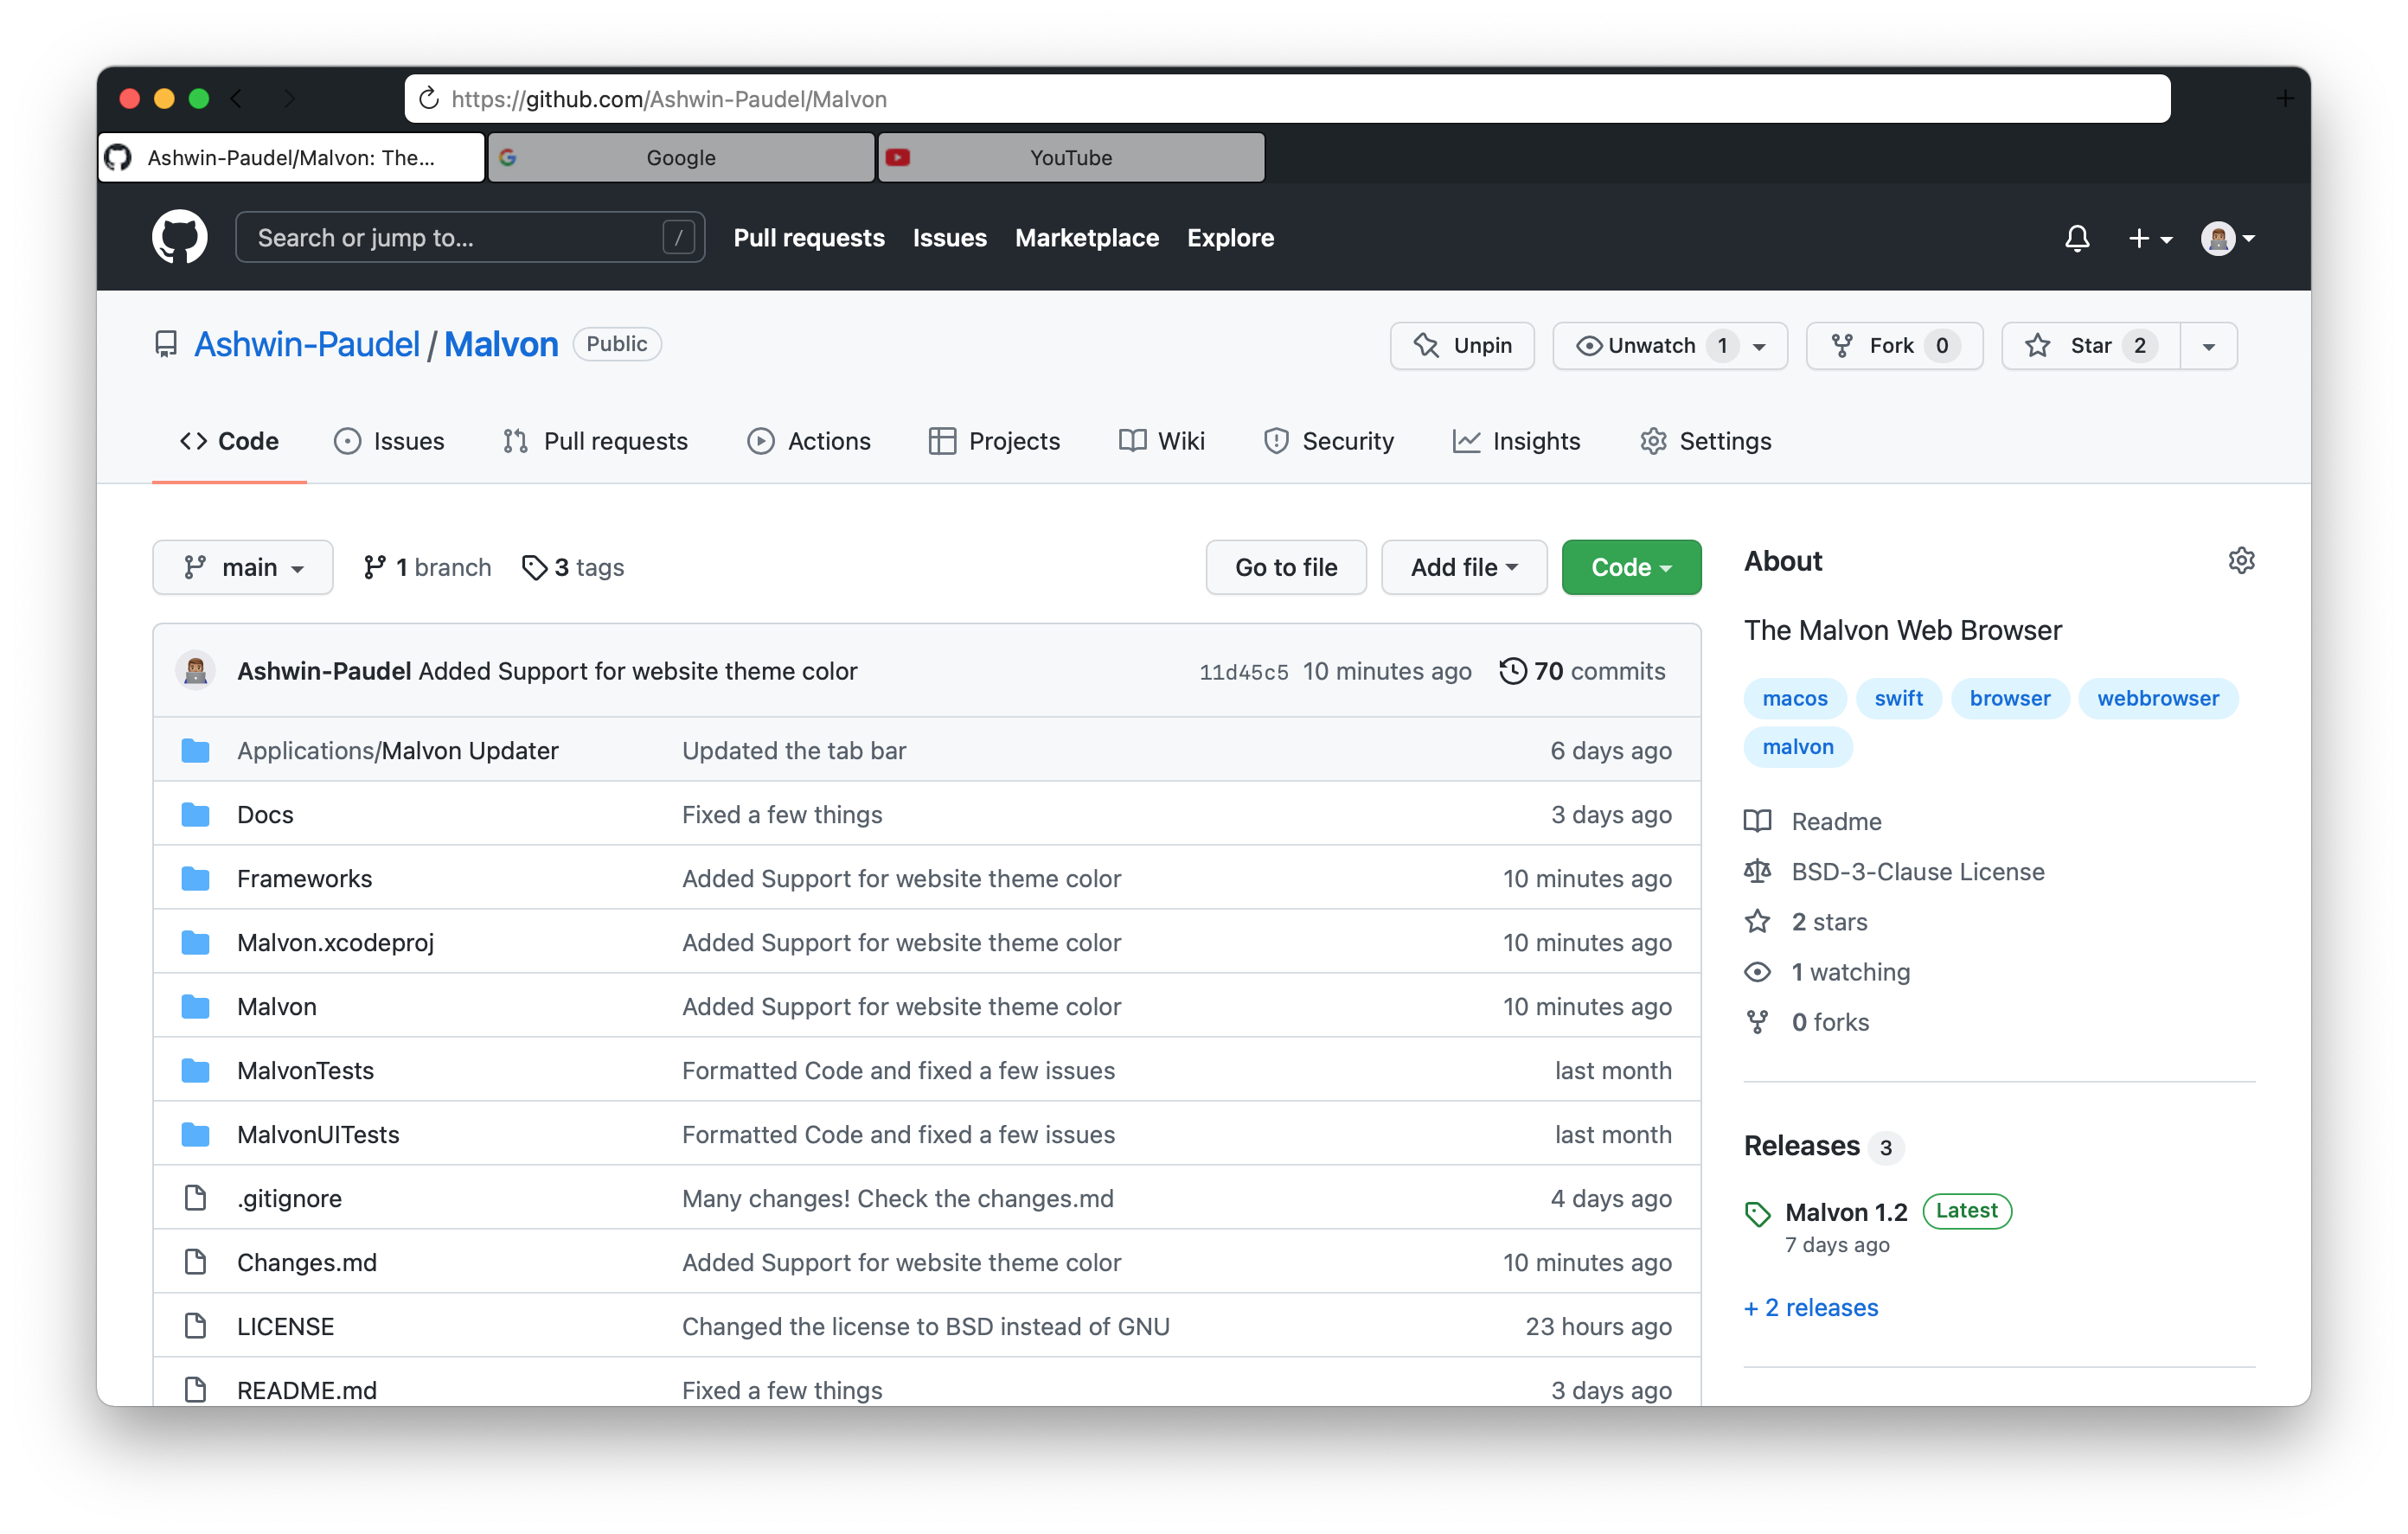 https://github.com/Ashwin-Paudel/Malvon
Ashwin-Paudel/Malvon: The... Google YouTube
Search or jump to... / Pull requests Issues Marketplace Explore
Ashwin-Paudel / Malvon Public Unpin Unwatch 1 Fork 0 Star 2
Code Issues Pull requests Actions Projects Wiki Security Insights Settings
main 1 branch 3 tags Go to file Add file Code
Ashwin-Paudel Added Support for website theme color 11d45c5 10 minutes ago 70 commits
Applications/Malvon Updater Updated the tab bar 6 days ago
Docs Fixed a few things 3 days ago
Frameworks Added Support for website theme color 10 minutes ago
Malvon.xcodeproj Added Support for website theme color 10 minutes ago
Malvon Added Support for website theme color 10 minutes ago
MalvonTests Formatted Code and fixed a few issues last month
MalvonUITests Formatted Code and fixed a few issues last month
.gitignore Many changes! Check the changes.md 4 days ago
Changes.md Added Support for website theme color 10 minutes ago
LICENSE Changed the license to BSD instead of GNU 23 hours ago
README.md Fixed a few things 3 days ago
About
The Malvon Web Browser
macos swift browser webbrowser
malvon
Readme
BSD-3-Clause License
2 stars
1 watching
0 forks
Releases 3
Malvon 1.2 Latest
7 days ago
+ 2 releases